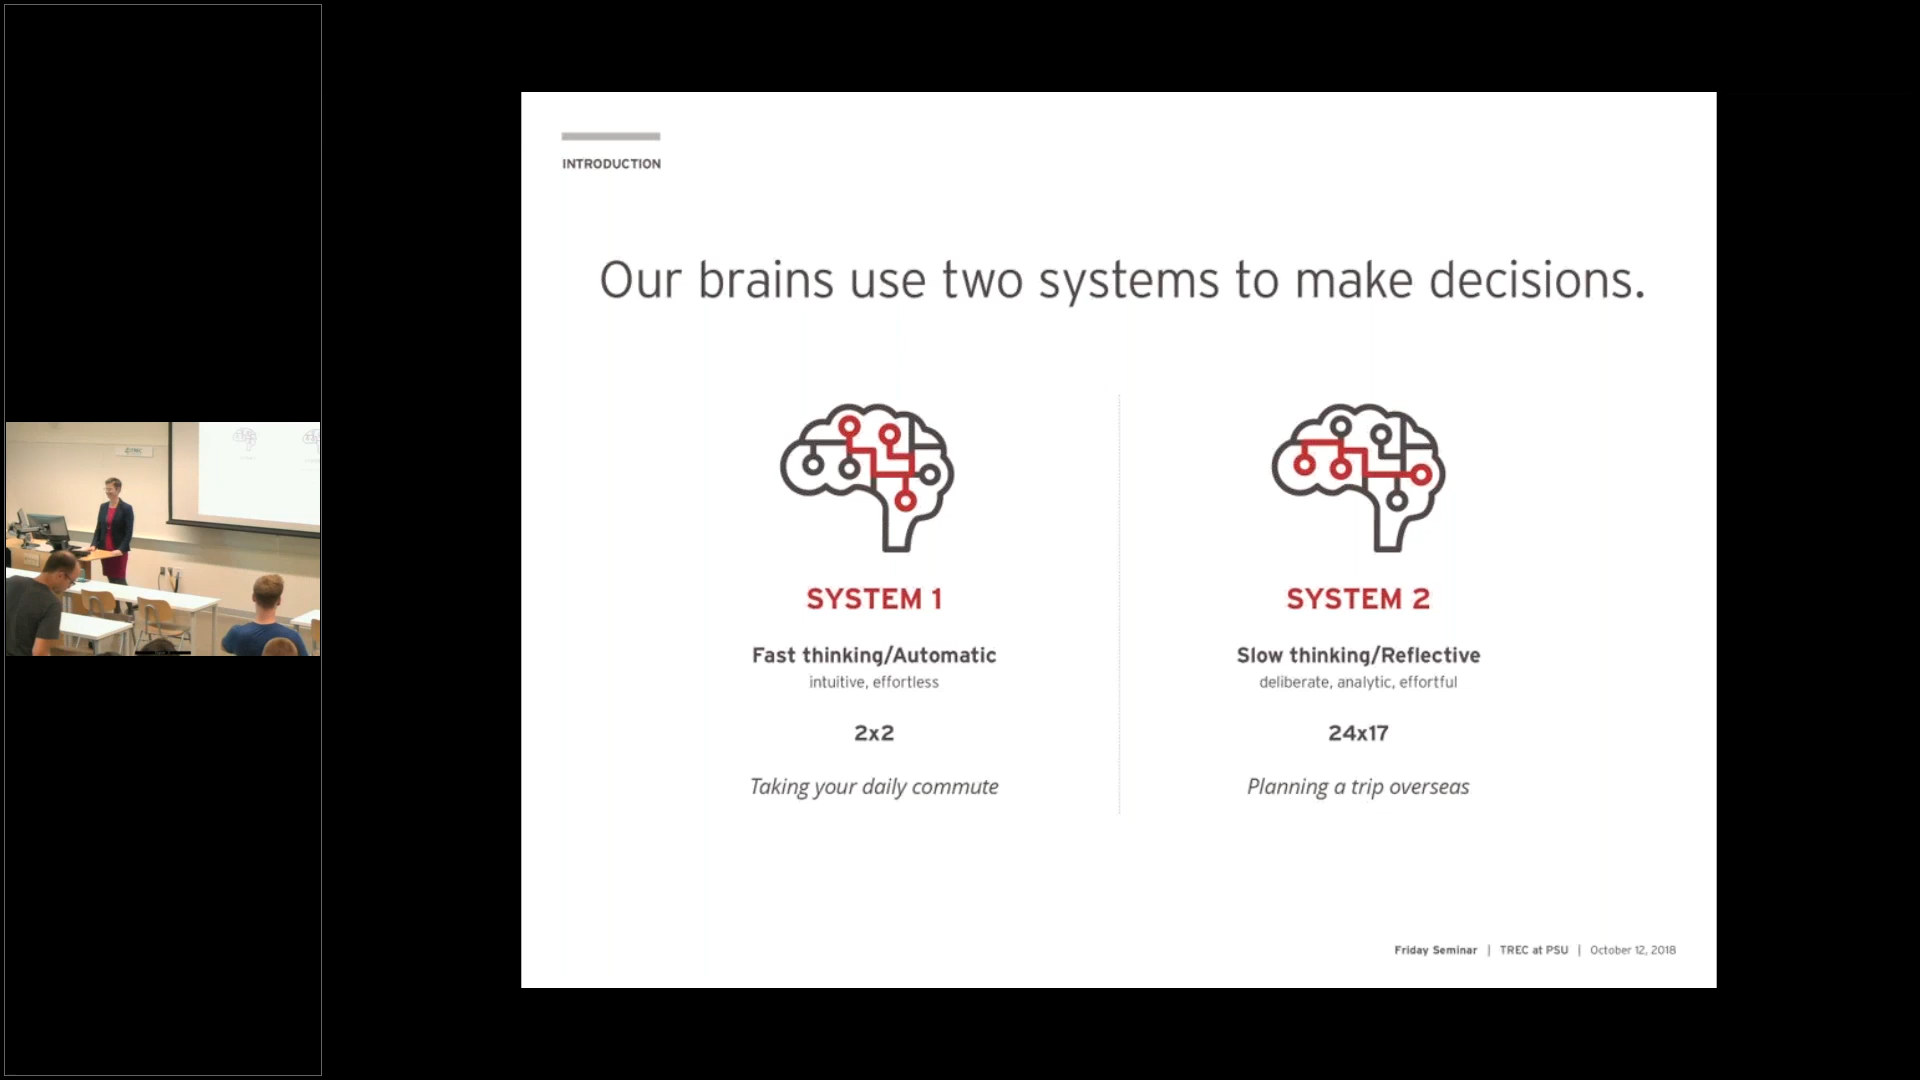 INTRODUCTION
Our brains use two systems to make decisions.
SYSTEM 1
Fast thinking/Automatic
intuitive, effortless
2x2
Taking your daily commute
SYSTEM 2
Slow thinking/Reflective
deliberate, analytic, effortful
24x17
Planning a trip overseas
Friday Seminar | TREC at PSU | October 12, 2018